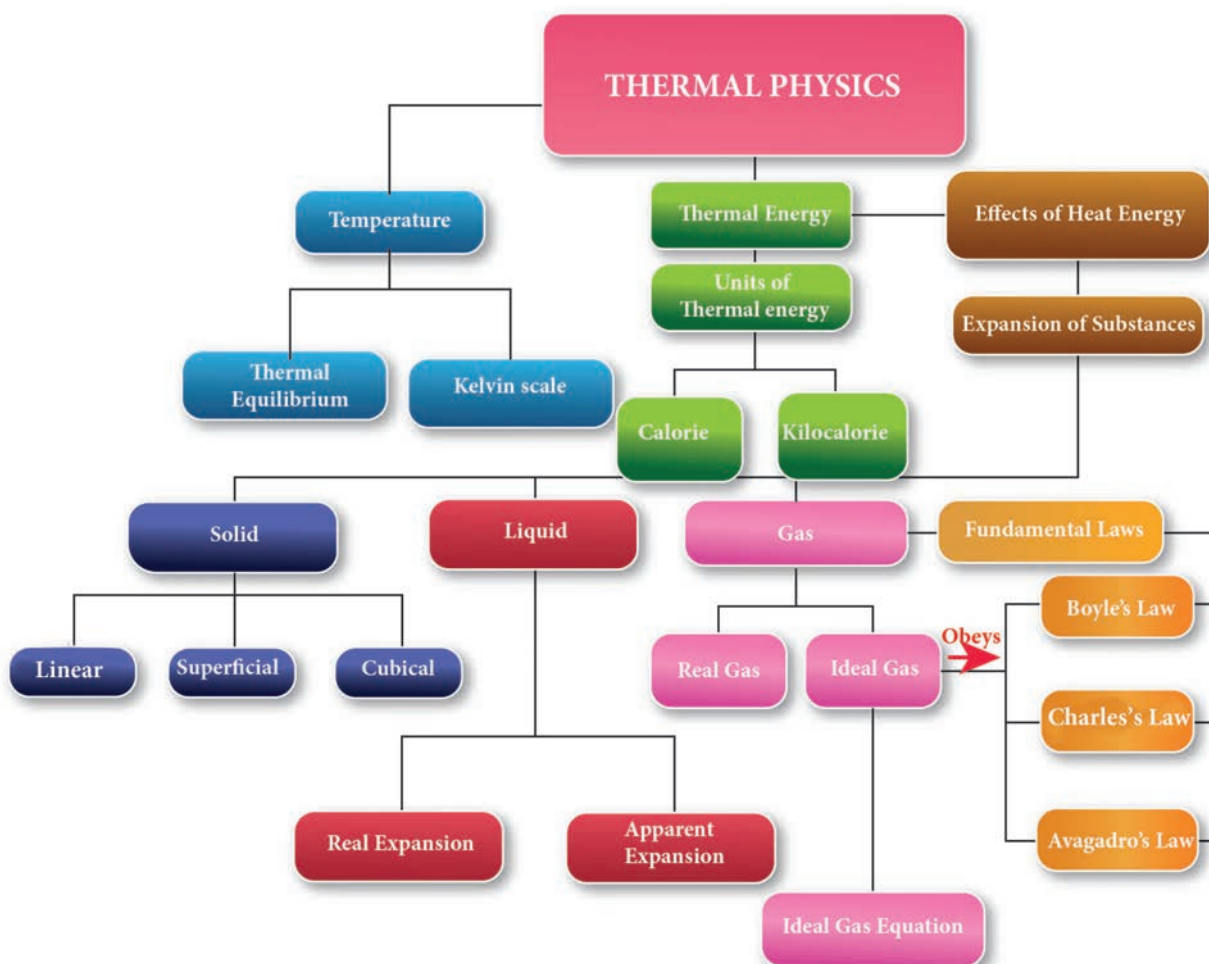 THERMAL PHYSICS
Temperature
Thermal Energy
Effects of Heat Energy
Units of
Thermal energy
Expansion of Substances
Thermal
Equilibrium
Kelvin scale
Calorie
Kilocalorie
Solid
Liquid
Gas
Fundamental Laws
Linear
Superficial
Cubical
Real Gas
Ideal Gas
Obeys
Boyle's Law
Charles's Law
Avagadro's Law
Real Expansion
Apparent
Expansion
Ideal Gas Equation